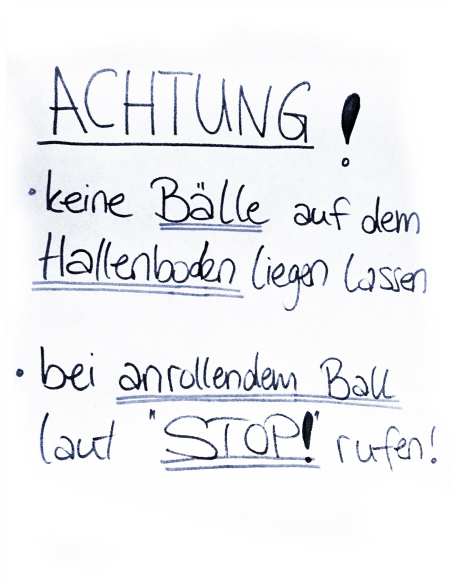 ACHTUNG!
• keine Bälle auf dem
Hallenboden liegen lassen
• bei anrollendem Ball
laut "STOP!" rufen!